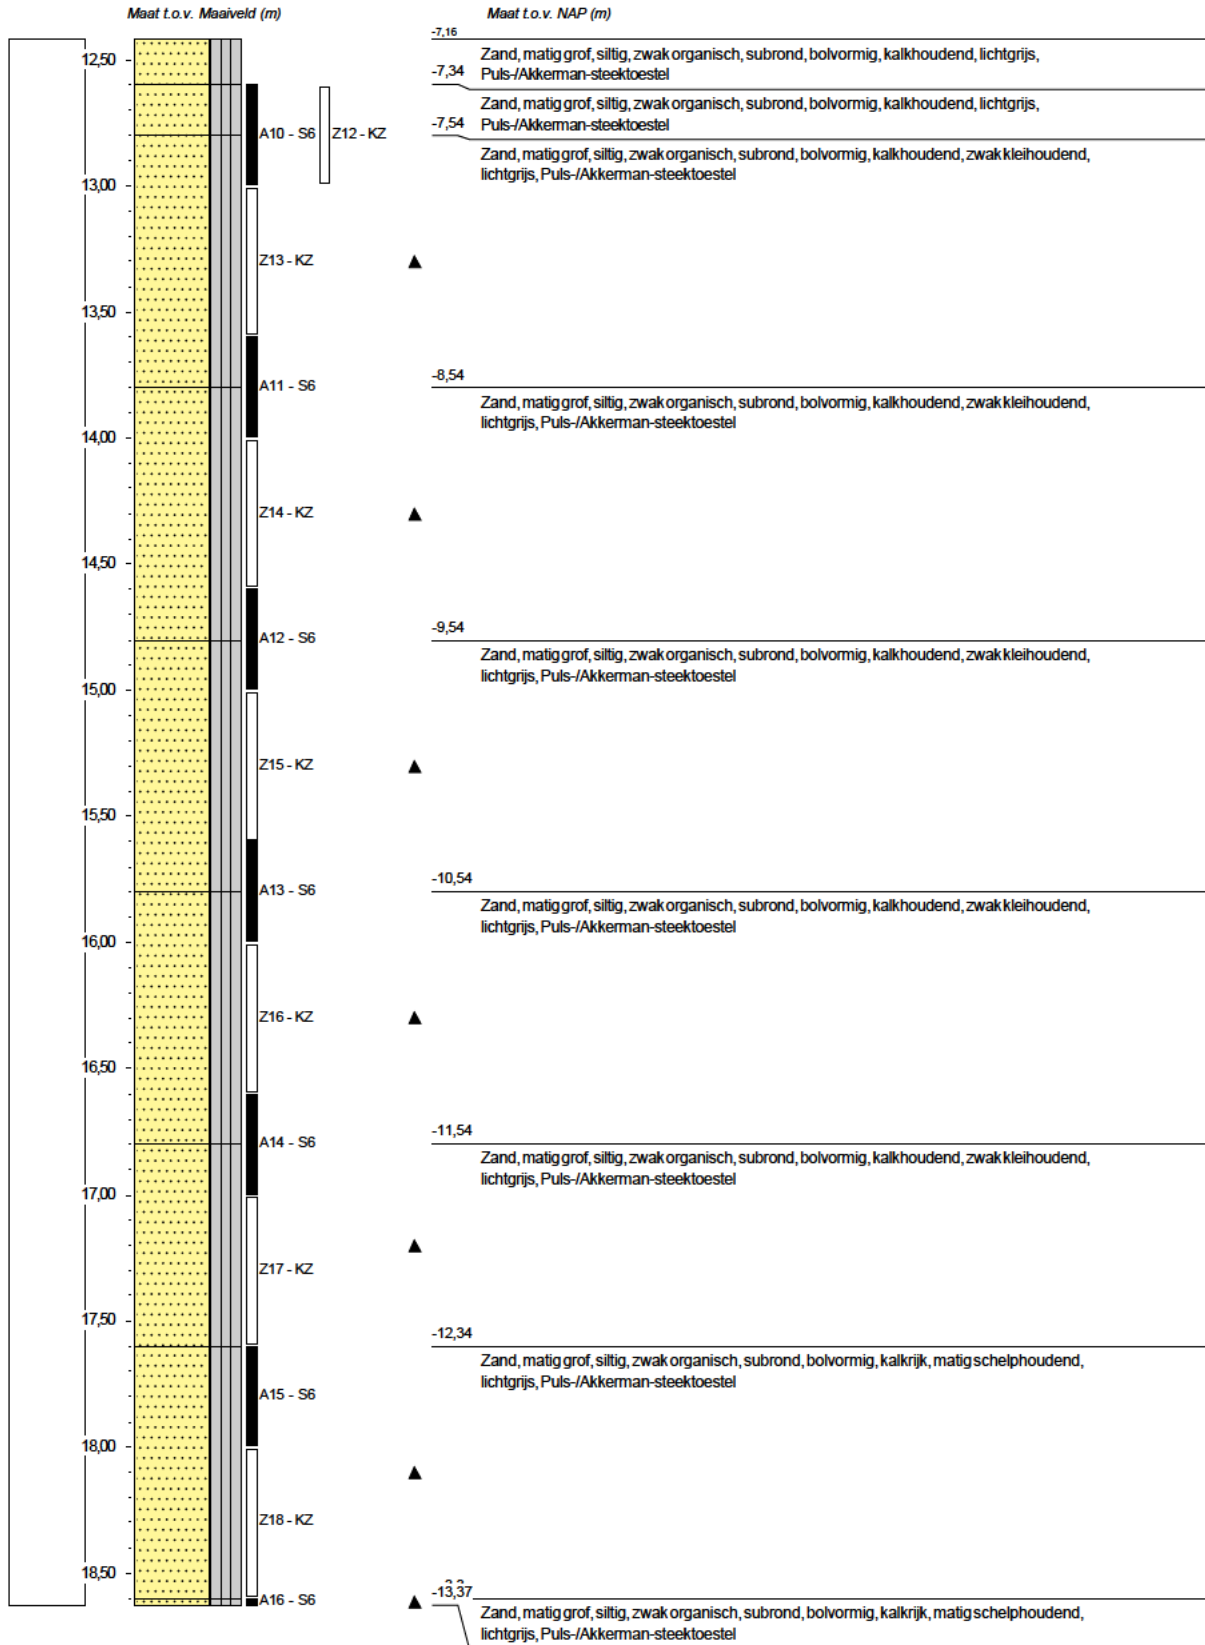 Maat t.o.v. Maaiveld (m)
Maat t.o.v. NAP (m)
-7,16
12,50
Zand, matig grof, siltig, zwak organisch, subrond, bolvormig, kalkhoudend, lichtgrijs,
-7,34
Puls-/Akkerman-steektoestel
Zand, matig grof, siltig, zwak organisch, subrond, bolvormig, kalkhoudend, lichtgrijs,
-7,54
Puls-/Akkerman-steektoestel
A10 - S6
Z12 - KZ
Zand, matig grof, siltig, zwak organisch, subrond, bolvormig, kalkhoudend, zwak kleihoudend,
lichtgrijs, Puls-/Akkerman-steektoestel
13,00
Z13 - KZ
13,50
-8,54
A11 - S6
Zand, matig grof, siltig, zwak organisch, subrond, bolvormig, kalkhoudend, zwak kleihoudend,
lichtgrijs, Puls-/Akkerman-steektoestel
14,00
Z14 - KZ
14,50
-9,54
A12 - S6
Zand, matig grof, siltig, zwak organisch, subrond, bolvormig, kalkhoudend, zwak kleihoudend,
lichtgrijs, Puls-/Akkerman-steektoestel
15,00
Z15 - KZ
15,50
-10,54
A13 - S6
Zand, matig grof, siltig, zwak organisch, subrond, bolvormig, kalkhoudend, zwak kleihoudend,
lichtgrijs, Puls-/Akkerman-steektoestel
16,00
Z16 - KZ
16,50
-11,54
A14 - S6
Zand, matig grof, siltig, zwak organisch, subrond, bolvormig, kalkhoudend, zwak kleihoudend,
lichtgrijs, Puls-/Akkerman-steektoestel
17,00
Z17 - KZ
17,50
-12,34
Zand, matig grof, siltig, zwak organisch, subrond, bolvormig, kalkrijk, matig schelphoudend,
lichtgrijs, Puls-/Akkerman-steektoestel
A15 - S6
18,00
Z18 - KZ
18,50
-13,37
A16 - S6
Zand, matig grof, siltig, zwak organisch, subrond, bolvormig, kalkrijk, matig schelphoudend,
lichtgrijs, Puls-/Akkerman-steektoestel